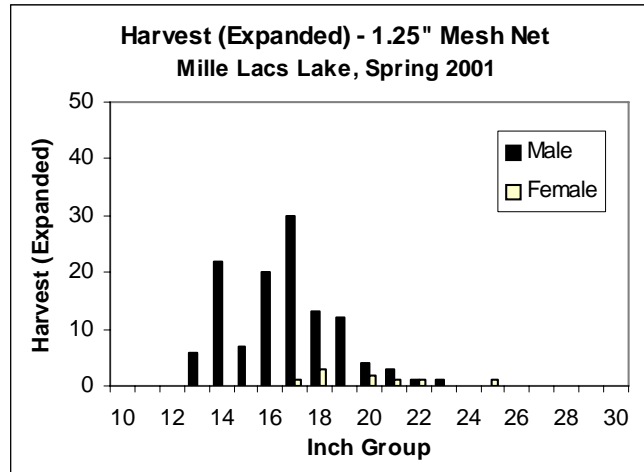 Harvest (Expanded) - 1.25" Mesh Net
Mille Lacs Lake, Spring 2001
50
40
30
20
10
0
Harvest (Expanded)
Male
Female
10 12 14 16 18 20 22 24 26 28 30
Inch Group